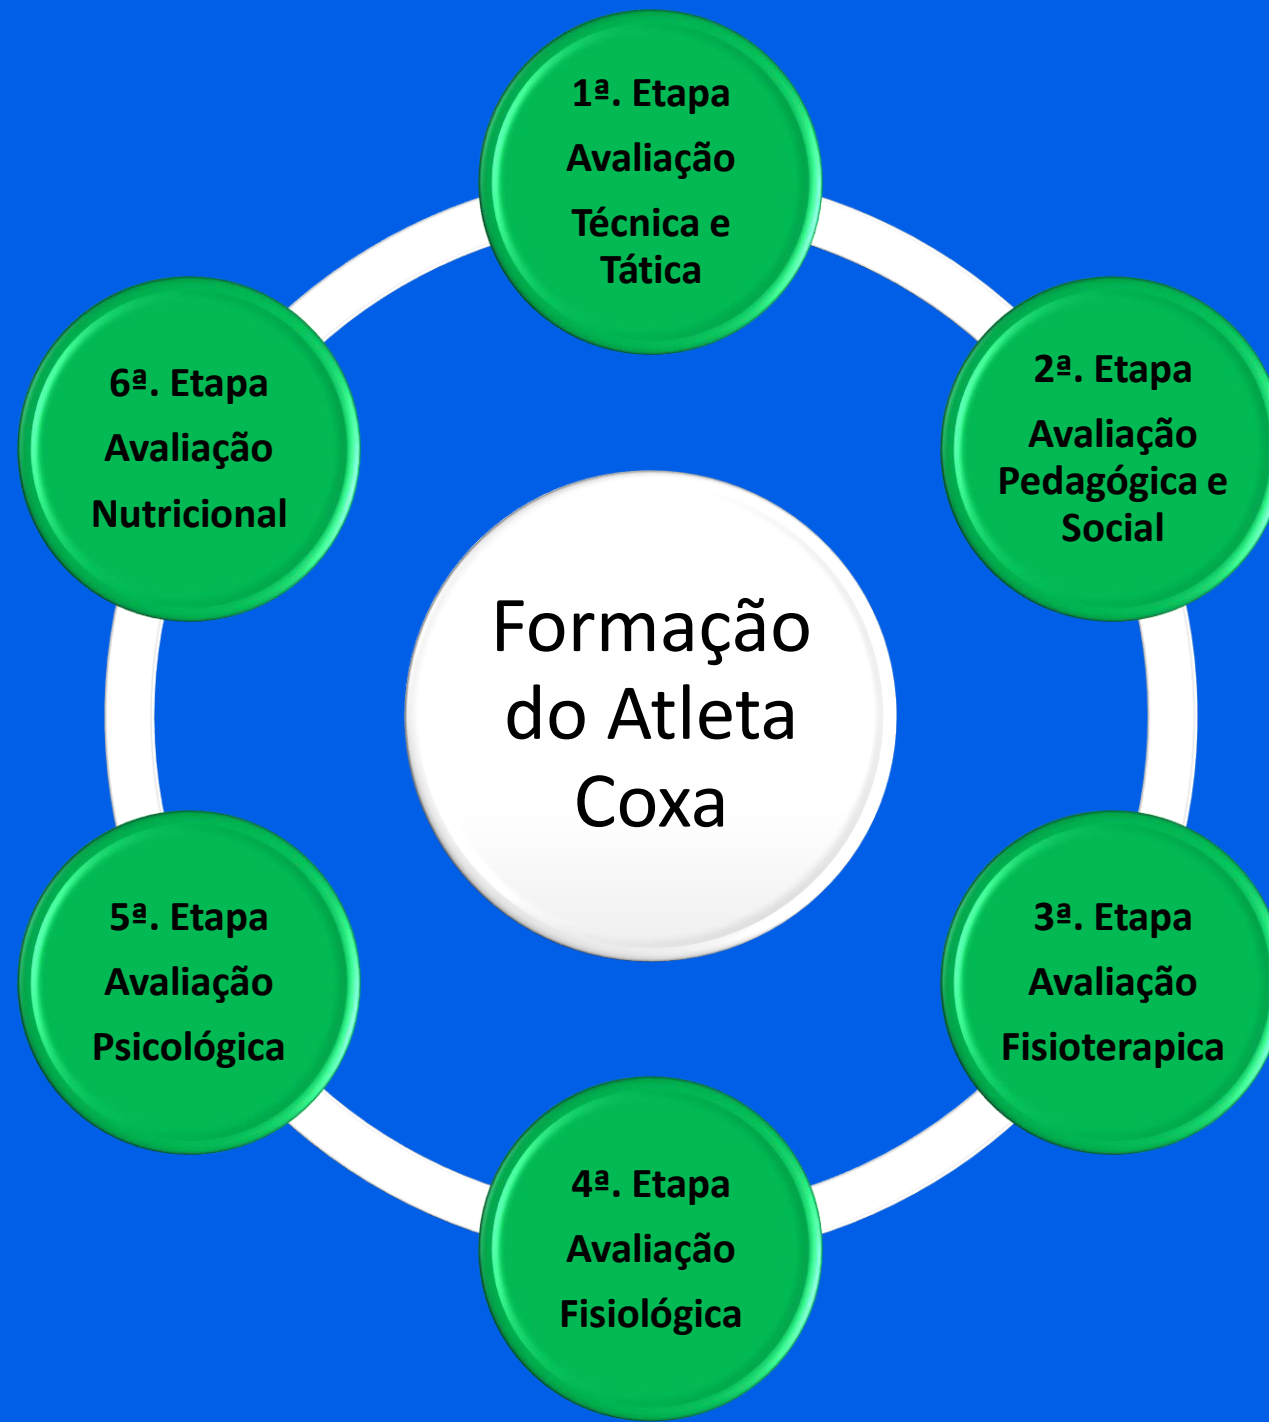 1ª. Etapa
Avaliação
Técnica e
Tática
2ª. Etapa
Avaliação
Pedagógica e
Social
3ª. Etapa
Avaliação
Fisioterapica
4ª. Etapa
Avaliação
Fisiológica
5ª. Etapa
Avaliação
Psicológica
6ª. Etapa
Avaliação
Nutricional
Formação
do Atleta
Coxa